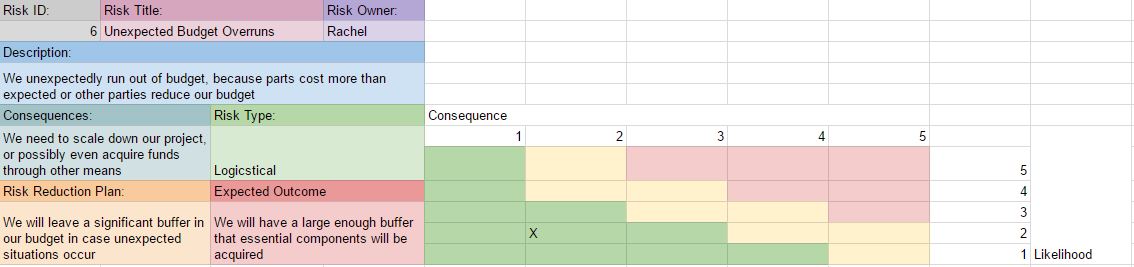 Risk ID: Risk Title: Risk Owner:
6 Unexpected Budget Overruns Rachel
Description:
We unexpectedly run out of budget, because parts cost more than
expected or other parties reduce our budget
Consequences: Risk Type: Consequence
1 2 3 4 5
We need to scale down our project,
or possibly even acquire funds
through other means
Logicstical
5
Risk Reduction Plan: Expected Outcome 4
3
We will leave a significant buffer in
our budget in case unexpected
situations occur
We will have a large enough buffer
that essential components will be
acquired
X 2
1 Likelihood